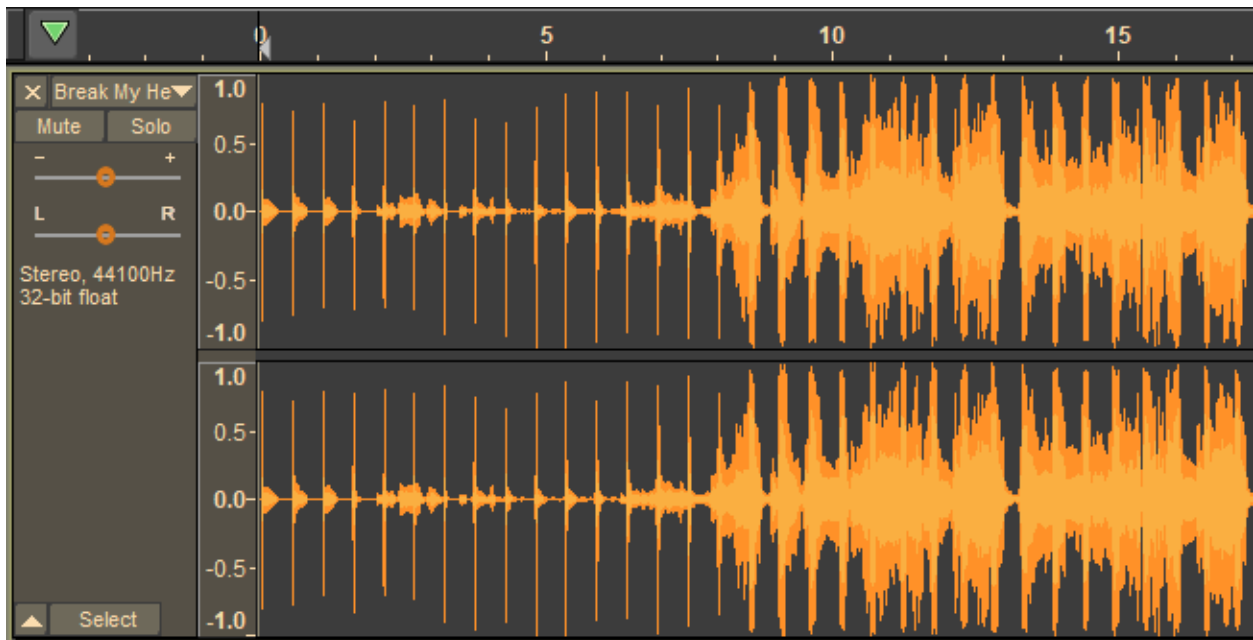 0 5 10 15
X Break My He
Mute Solo
- +
L R
Stereo, 44100Hz
32-bit float
1.0
0.5-
0.0-
-0.5-
-1.0
1.0
0.5-
0.0-
-0.5-
-1.0
Select